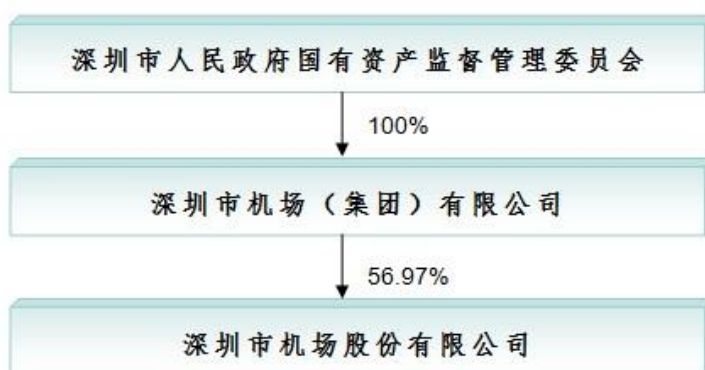 深圳市人民政府国有资产监督管理委员会
100%
深圳市机场（集团）有限公司
56.97%
深圳市机场股份有限公司